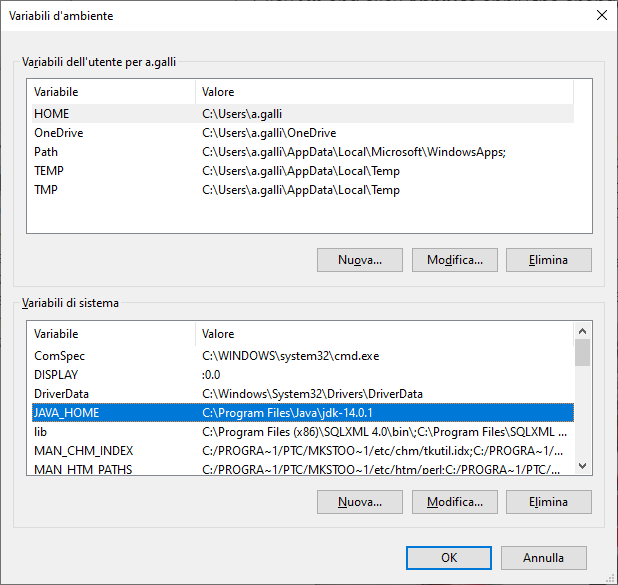 Variabili d'ambiente
Variabili dell'utente per a.galli
Variabile Valore
HOME C:\Users\a.galli
OneDrive C:\Users\a.galli\OneDrive
Path C:\Users\a.galli\AppData\Local\Microsoft\WindowsApps;
TEMP C:\Users\a.galli\AppData\Local\Temp
TMP C:\Users\a.galli\AppData\Local\Temp
Nuova... Modifica... Elimina
Variabili di sistema
Variabile Valore
ComSpec C:\WINDOWS\system32\cmd.exe
DISPLAY :0.0
DriverData C:\Windows\System32\Drivers\DriverData
JAVA_HOME C:\Program Files\Java\jdk-14.0.1
lib C:\Program Files (x86)\SQLXML 4.0\bin\;C:\Program Files\SQLXML ...
MAN_CHM_INDEX C:/PROGRA~1/PTC/MKSTOO~1/etc/chm/tkutil.idx;C:/PROGRA~1/...
MAN_HTM_PATHS C:/PROGRA~1/PTC/MKSTOO~1/etc/htm/perl;C:/PROGRA~1/PTC/...
Nuova... Modifica... Elimina
OK Annulla